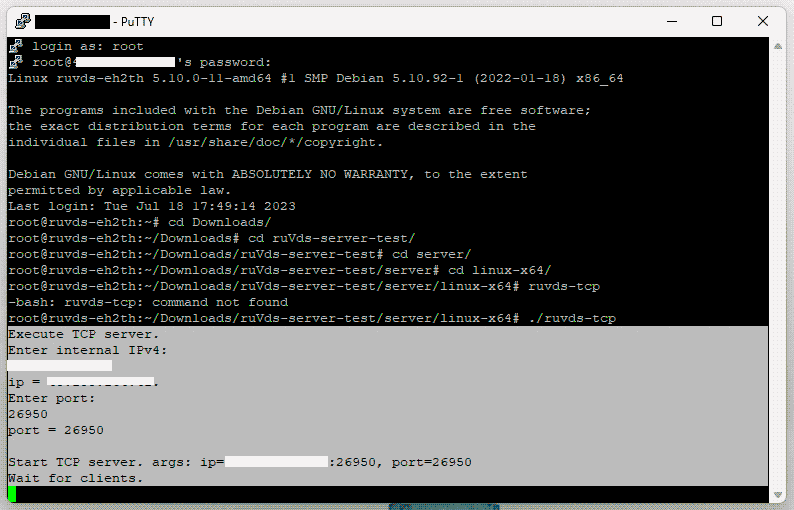 - PuTTY
login as: root
root@'s password:
Linux ruvds-eh2th 5.10.0-11-amd64 #1 SMP Debian 5.10.92-1 (2022-01-18) x86_64
The programs included with the Debian GNU/Linux system are free software;
the exact distribution terms for each program are described in the
individual files in /usr/share/doc/*/copyright.
Debian GNU/Linux comes with ABSOLUTELY NO WARRANTY, to the extent
permitted by applicable law.
Last login: Tue Jul 18 17:49:14 2023
root@ruvds-eh2th:~# cd Downloads/
root@ruvds-eh2th:~/Downloads# cd ruVds-server-test/
root@ruvds-eh2th:~/Downloads/ruVds-server-test# cd server/
root@ruvds-eh2th:~/Downloads/ruVds-server-test/server# cd linux-x64/
root@ruvds-eh2th:~/Downloads/ruVds-server-test/server/linux-x64# ruvds-tcp
-bash: ruvds-tcp: command not found
root@ruvds-eh2th:~/Downloads/ruVds-server-test/server/linux-x64# ./ruvds-tcp
Execute TCP server.
Enter internal IPv4:
ip = .
Enter port:
26950
port = 26950
Start TCP server. args: ip= :26950, port=26950
Wait for clients.